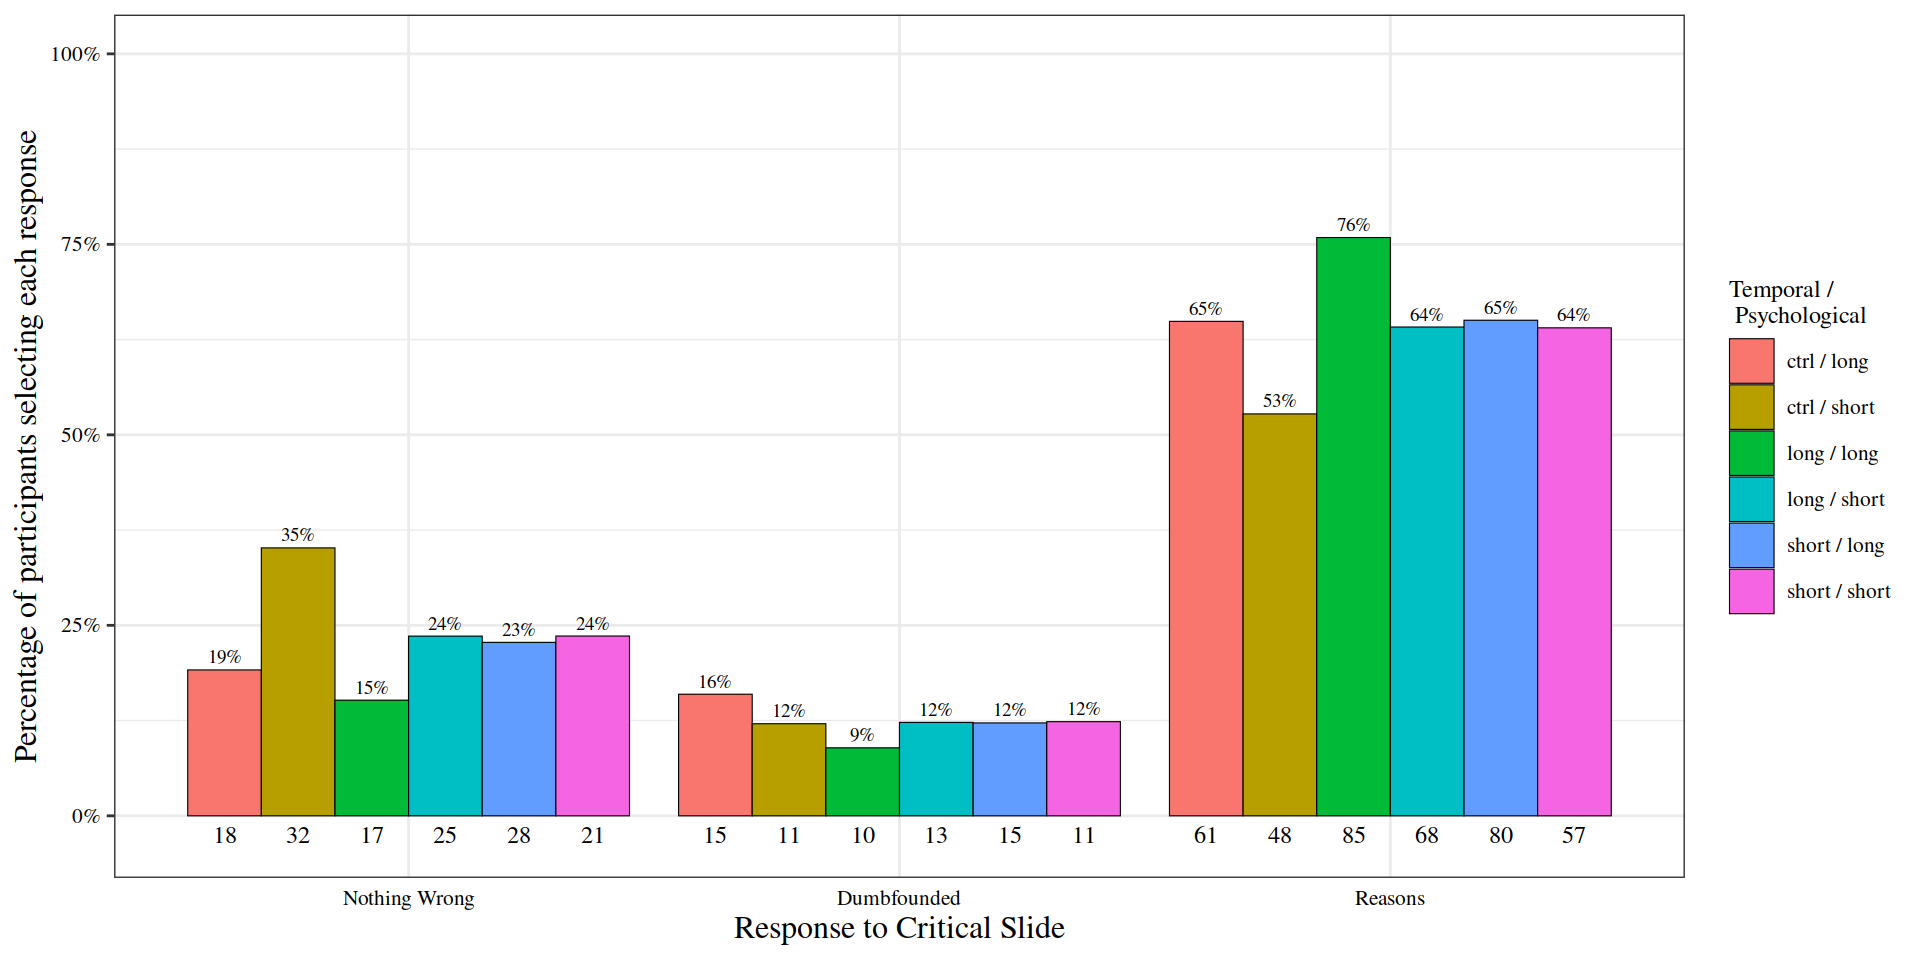 Percentage of participants selecting each response
100%
75%
50%
25%
0%
19%
35%
15%
24%
23%
24%
16%
12%
9%
12%
12%
12%
65%
53%
76%
64%
65%
64%
18 32 17 25 28 21 15 11 10 13 15 11 61 48 85 68 80 57
Nothing Wrong Dumbfounded Reasons
Response to Critical Slide
Temporal /
Psychological
ctrl / long
ctrl / short
long / long
long / short
short / long
short / short